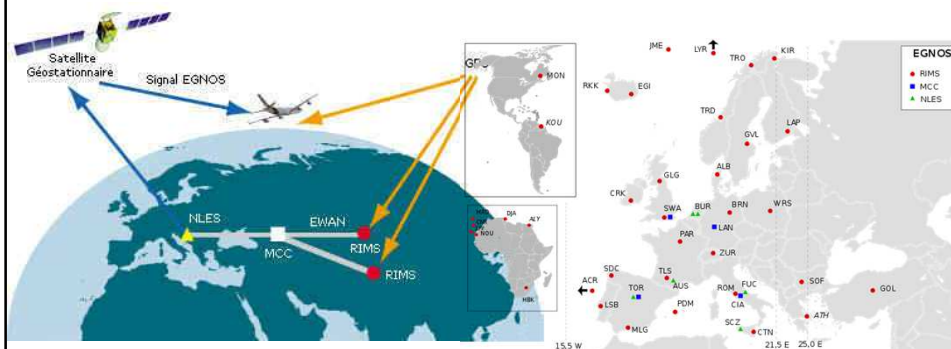 Satellite
Géostationnaire
Signal EGNOS
NLES
EWAN
MCC
RIMS
RIMS
MON
KOU
DJA
ALY
NOU
HBK
JME
LYR
TRO
KIR
RKK
EGI
TRD
GVL
LAP
ALB
GLG
CRK
SWA
BUR
BRN
WRS
LAN
PAR
ZUR
SDC
TLS
ACR
TOR
AUS
ROM
FUC
SOF
GOL
LSB
PDM
CIA
ATH
MLG
SCZ
CTN
15,5 W
21,5 E
25,0 E
EGNOS
RIMS
MCC
NLES